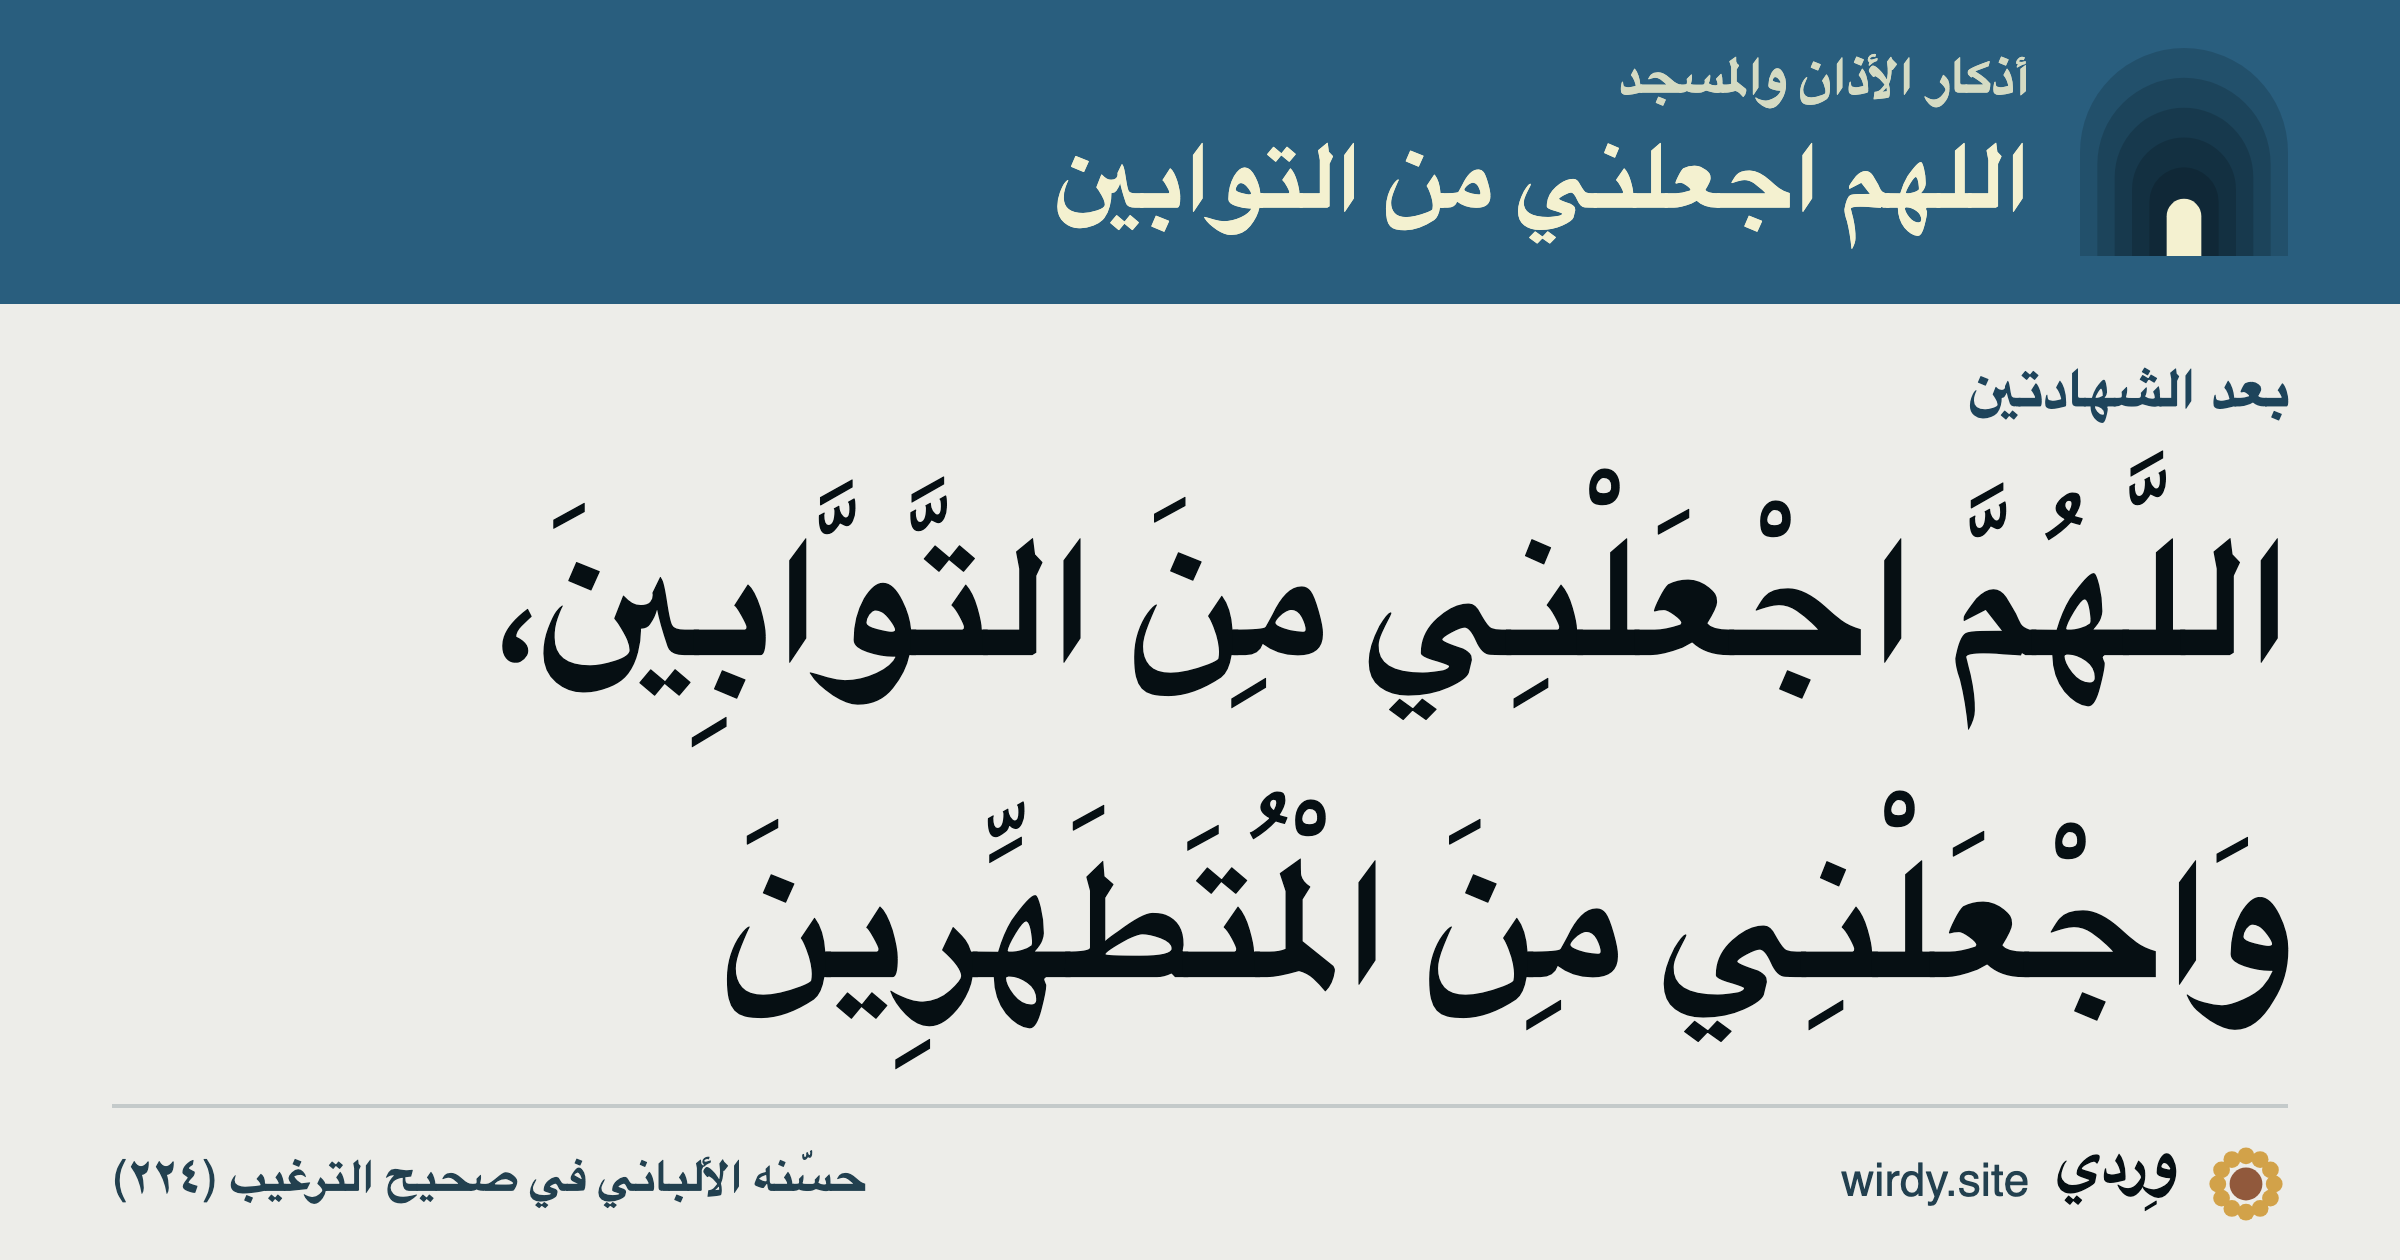 أذكار الأذان والمسجد
اللهم اجعلني من التوابين
بعد الشهادتين
اللَّهُمَّ اجْعَلْنِي مِنَ التَّوَّابِينَ،
وَاجْعَلْنِي مِنَ الْمُتَطَهِّرِينَ
وِردي wirdy.site
حسّنه الألباني في صحيح الترغيب (٢٢٤)